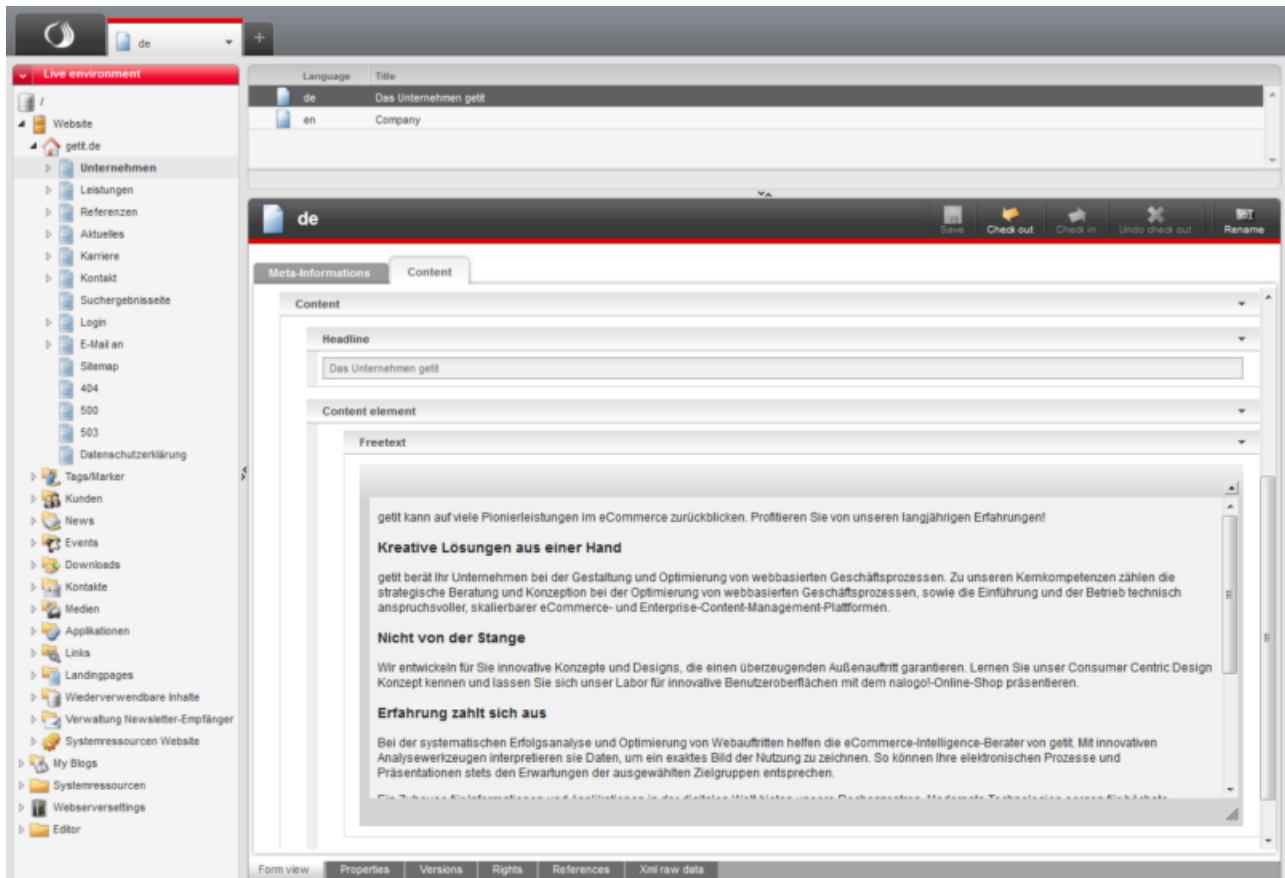 de
+
Live environment
/
Website
getit.de
Unternehmen
Leistungen
Referenzen
Aktuelles
Karriere
Kontakt
Suchergebnisseite
Login
E-Mail an
Sitemap
404
500
503
Datenschutzerklärung
Tags/Marker
Kunden
News
Events
Downloads
Kontakte
Medien
Applikationen
Links
Landingpages
Wiederverwendbare Inhalte
Verwaltung Newsletter-Empfänger
Systemressourcen Website
My Blogs
Systemressourcen
Webserversettings
Editor
Language Title
de Das Unternehmen getit
en Company
de
Save Check out Check in Undo check out Rename
Meta-Informations Content
Content
Headline
Das Unternehmen getit
Content element
Freetext
getit kann auf viele Pionierleistungen im eCommerce zurückblicken. Profitieren Sie von unseren langjährigen Erfahrungen!
Kreative Lösungen aus einer Hand
getit berät Ihr Unternehmen bei der Gestaltung und Optimierung von webbasierten Geschäftsprozessen. Zu unseren Kernkompetenzen zählen die
strategische Beratung und Konzeption bei der Optimierung von webbasierten Geschäftsprozessen, sowie die Einführung und der Betrieb technisch
anspruchsvoller, skalierbarer eCommerce- und Enterprise-Content-Management-Plattformen.
Nicht von der Stange
Wir entwickeln für Sie innovative Konzepte und Designs, die einen überzeugenden Außenauftritt garantieren. Lernen Sie unser Consumer Centric Design
Konzept kennen und lassen Sie sich unser Labor für innovative Benutzeroberflächen mit dem nalogo!-Online-Shop präsentieren.
Erfahrung zahlt sich aus
Bei der systematischen Erfolgsanalyse und Optimierung von Webauftritten helfen die eCommerce-Intelligence-Berater von getit. Mit innovativen
Analysewerkzeugen interpretieren sie Daten, um ein exaktes Bild der Nutzung zu zeichnen. So können Ihre elektronischen Prozesse und
Präsentationen stets den Erwartungen der ausgewählten Zielgruppen entsprechen.
Form view Properties Versions Rights References Xml raw data